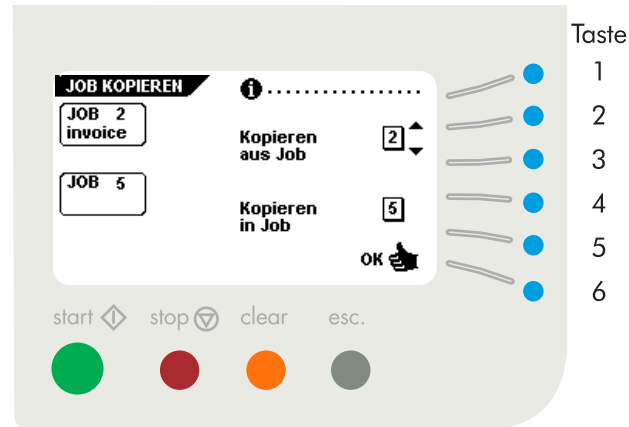 Taste
JOB KOPIEREN
1
JOB 2
invoice
2
Kopieren
aus Job
2
3
JOB 5
4
Kopieren
in Job
5
5
OK
6
start stop clear esc.